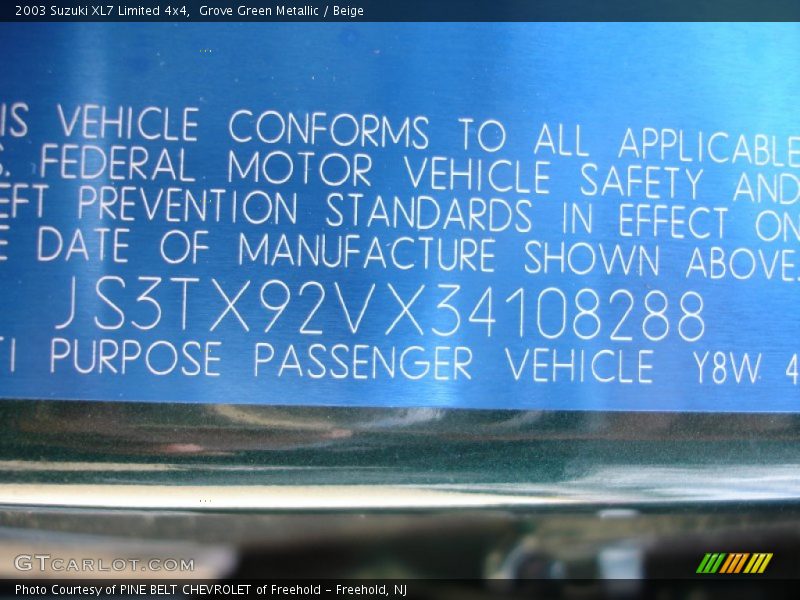 2003 Suzuki XL7 Limited 4x4, Grove Green Metallic / Beige
IS VEHICLE CONFORMS TO ALL APPLICABLE
S. FEDERAL MOTOR VEHICLE SAFETY AND
EFT PREVENTION STANDARDS IN EFFECT ON
E DATE OF MANUFACTURE SHOWN ABOVE.
JS3TX92VX34108288
TI PURPOSE PASSENGER VEHICLE Y8W 4
GTCARLOT.COM
Photo Courtesy of PINE BELT CHEVROLET of Freehold - Freehold, NJ